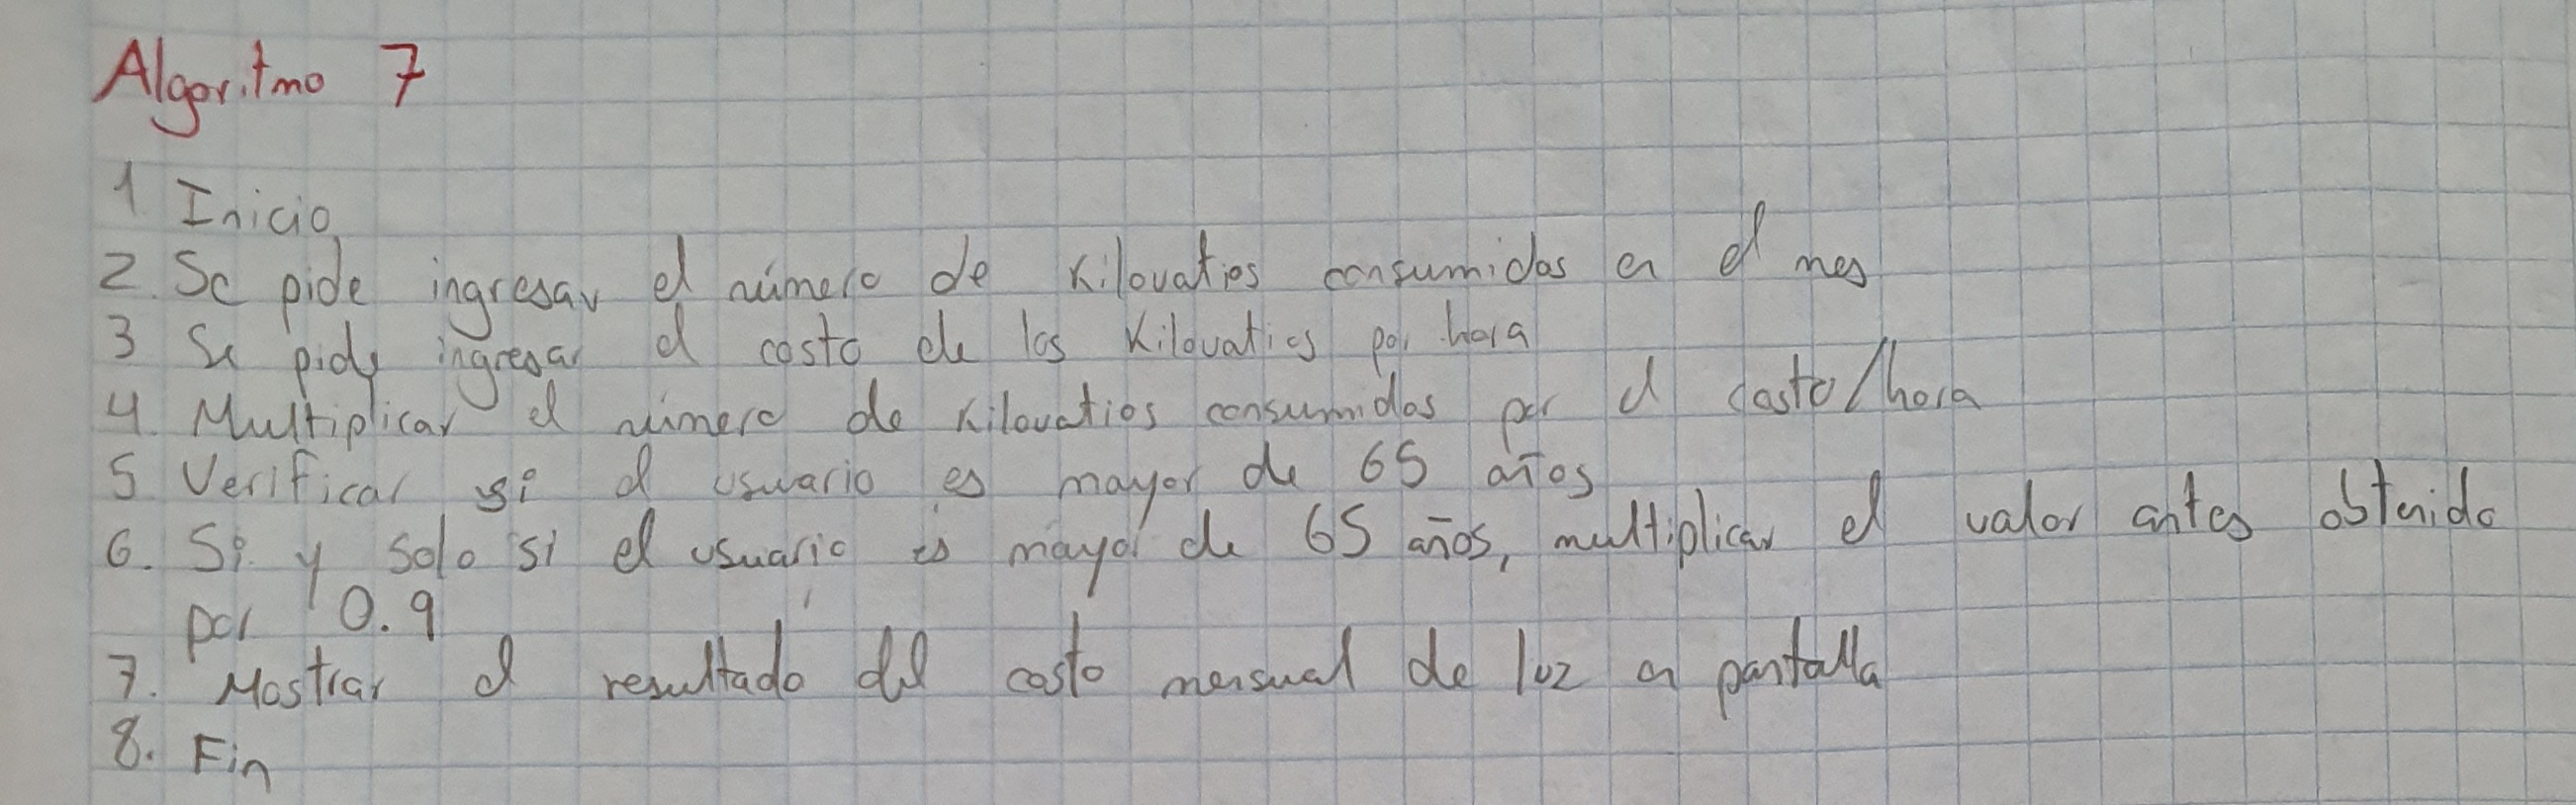 Algoritmo 7
1 Inicio
2. Se pide ingresar el número de Kilovatios consumidos en el mes
3 Se pide ingresar el costo de los Kilovatios por hora
4. Multiplicar el número de Kilovatios consumidos por el costo/hora
5 Verificar si el usuario es mayor de 65 años
6. Si y solo si el usuario es mayor de 65 años, multiplicar el valor antes obtenido
por 0.9
7. Mostrar el resultado del costo mensual de luz en pantalla
8. Fin